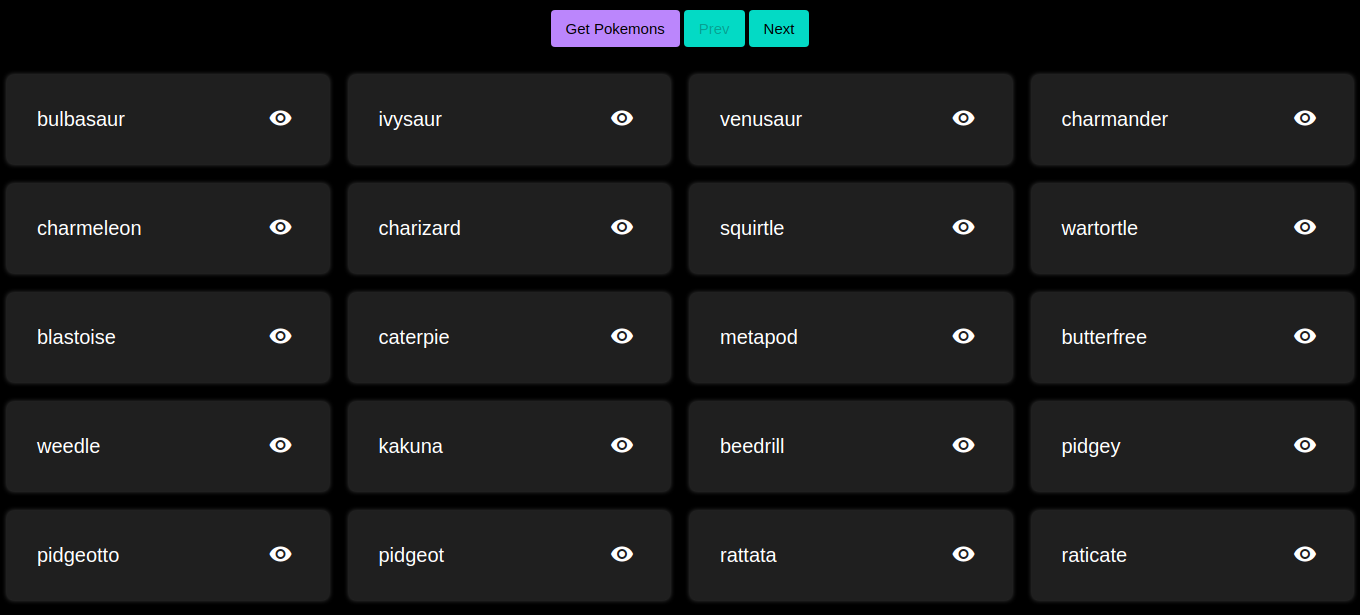 Get Pokemons Prev Next
bulbasaur ivysaur venusaur charmander
charmeleon charizard squirtle wartortle
blastoise caterpie metapod butterfree
weedle kakuna beedrill pidgey
pidgeotto pidgeot rattata raticate